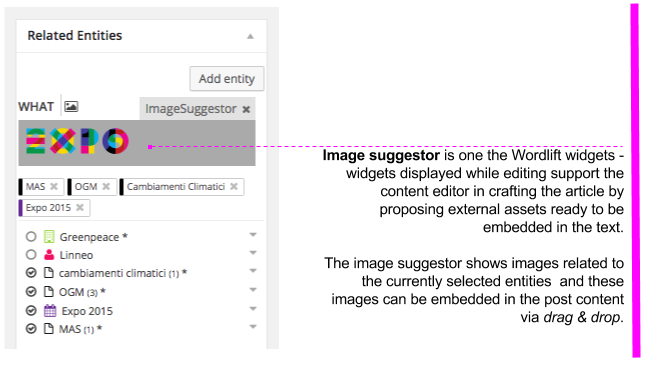 Related Entities
Add entity
WHAT
ImageSuggestor ✖
EXPO
MAS ✖ OGM ✖ Cambiamenti Climatici ✖
Expo 2015 ✖
Greenpeace *
Linneo
cambiamenti climatici (1) *
OGM (3) *
Expo 2015
MAS (1) *
Image suggestor is one the Wordlift widgets -
widgets displayed while editing support the
content editor in crafting the article by
proposing external assets ready to be
embedded in the text.
The image suggestor shows images related to
the currently selected entities and these
images can be embedded in the post content
via drag & drop.